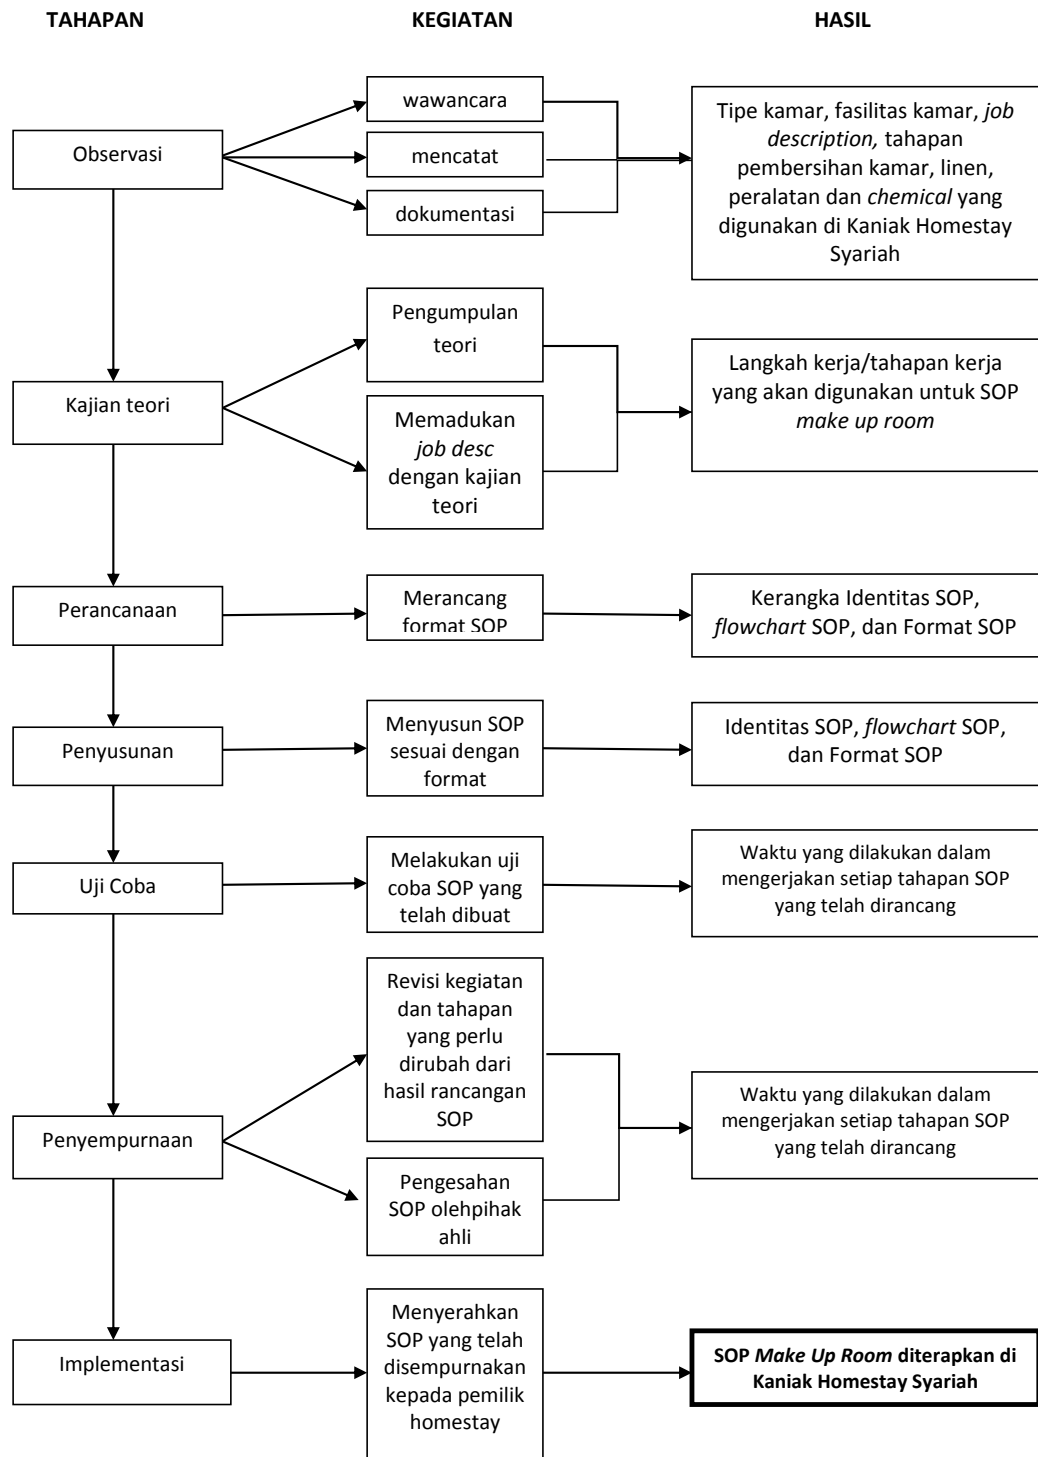 TAHAPAN
KEGIATAN
HASIL
Observasi
wawancara
mencatat
dokumentasi
Tipe kamar, fasilitas kamar, job
description, tahapan
pembersihan kamar, linen,
peralatan dan chemical yang
digunakan di Kaniak Homestay
Syariah
Kajian teori
Pengumpulan
teori
Memadukan
job desc
dengan kajian
teori
Langkah kerja/tahapan kerja
yang akan digunakan untuk SOP
make up room
Perancanaan
Merancang
format SOP
Kerangka Identitas SOP,
flowchart SOP, dan Format SOP
Penyusunan
Menyusun SOP
sesuai dengan
format
Identitas SOP, flowchart SOP,
dan Format SOP
Uji Coba
Melakukan uji
coba SOP yang
telah dibuat
Waktu yang dilakukan dalam
mengerjakan setiap tahapan SOP
yang telah dirancang
Penyempurnaan
Revisi kegiatan
dan tahapan
yang perlu
dirubah dari
hasil rancangan
SOP
Pengesahan
SOP olehpihak
ahli
Waktu yang dilakukan dalam
mengerjakan setiap tahapan SOP
yang telah dirancang
Implementasi
Menyerahkan
SOP yang telah
disempurnakan
kepada pemilik
homestay
SOP Make Up Room diterapkan di
Kaniak Homestay Syariah